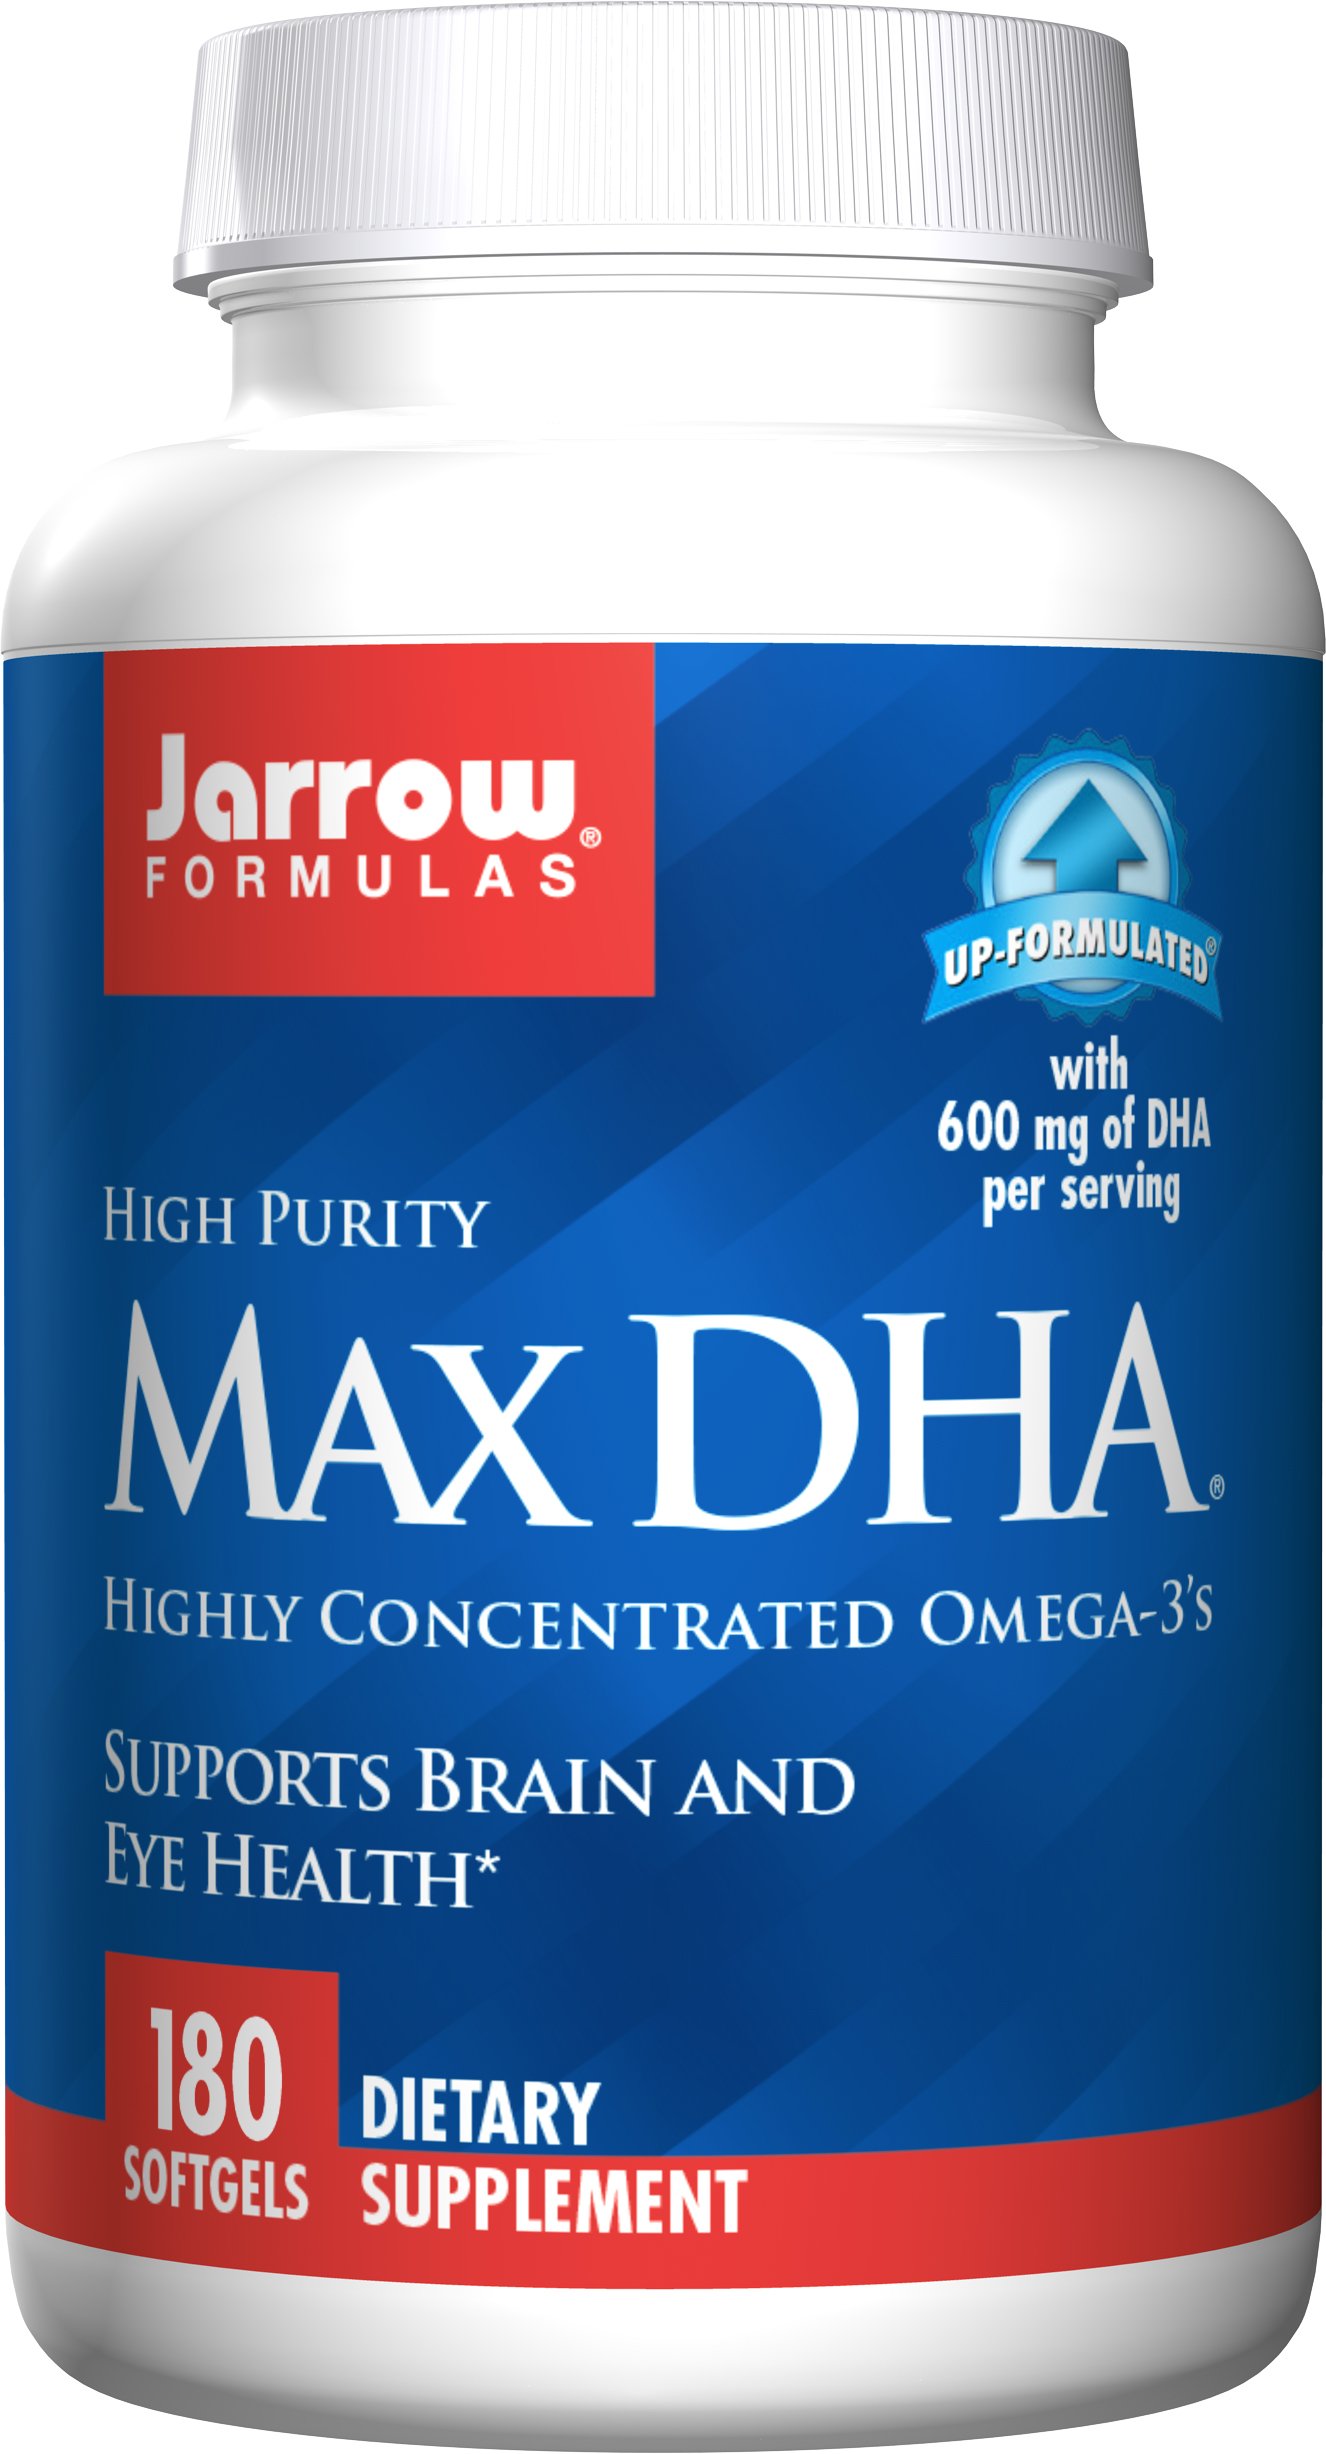 Jarrow®
FORMULAS
UP-FORMULATED®
with
600 mg of DHA
per serving
HIGH PURITY
MAX DHA®
HIGHLY CONCENTRATED OMEGA-3'S
SUPPORTS BRAIN AND
EYE HEALTH*
180
SOFTGELS
DIETARY
SUPPLEMENT